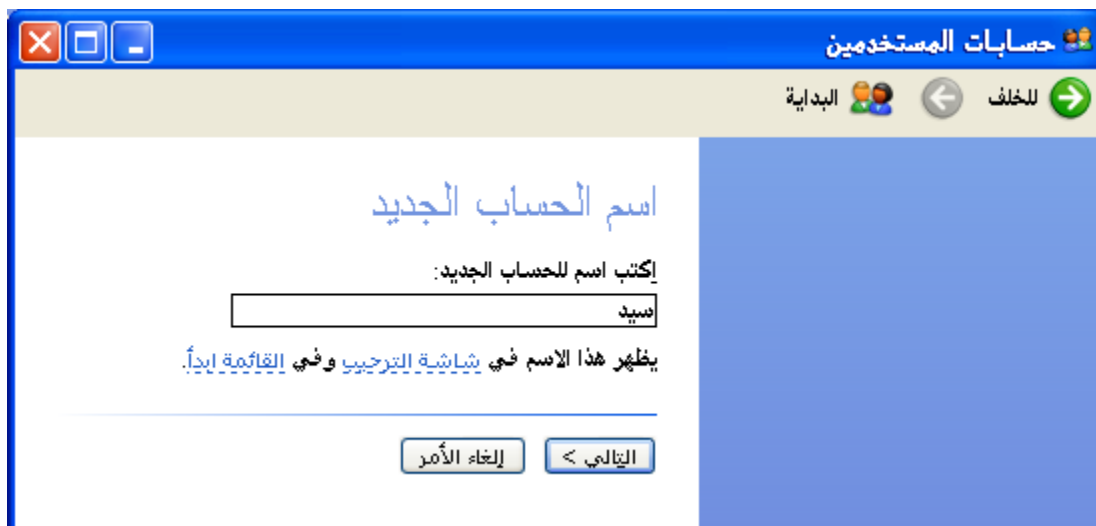 حسابات المستخدمين
للخلف البداية
اسم الحساب الجديد
إكتب اسم للحساب الجديد:
سيد
يظهر هذا الاسم في شاشة الترحيب وفي القائمة ابدأ.
التالي > إلغاء الأمر